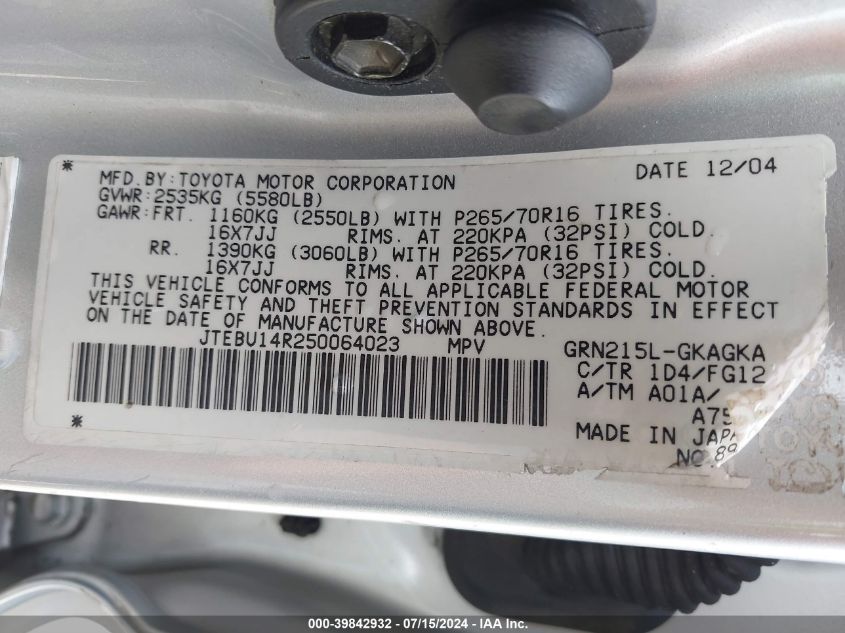 * MFD.BY:TOYOTA MOTOR CORPORATION DATE 12/04
GVWR:2535KG (5580LB)
GAWR:FRT. 1160KG (2550LB) WITH P265/70R16 TIRES.
16X7JJ RIMS. AT 220KPA (32PSI) COLD.
RR. 1390KG (3060LB) WITH P265/70R16 TIRES.
16X7JJ RIMS. AT 220KPA (32PSI) COLD.
THIS VEHICLE CONFORMS TO ALL APPLICABLE FEDERAL MOTOR
VEHICLE SAFETY AND THEFT PREVENTION STANDARDS IN EFFECT
ON THE DATE OF MANUFACTURE SHOWN ABOVE.
JTEBU14R250064023 MPV GRN215L-GKAGKA
C/TR 1D4/FG12
A/TM A01A/
A75
* MADE IN JAPA
NO.89
000-39842932 / 07/15/2024 - IAA Inc.